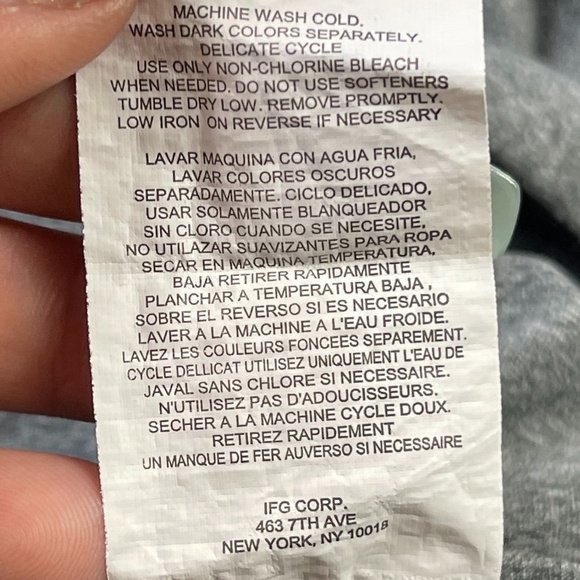 MACHINE WASH COLD.
WASH DARK COLORS SEPARATELY.
DELICATE CYCLE
USE ONLY NON-CHLORINE BLEACH
WHEN NEEDED. DO NOT USE SOFTENERS
TUMBLE DRY LOW. REMOVE PROMPTLY.
LOW IRON ON REVERSE IF NECESSARY
LAVAR MAQUINA CON AGUA FRIA,
LAVAR COLORES OSCUROS
SEPARADAMENTE. CICLO DELICADO,
USAR SOLAMENTE BLANQUEADOR
SIN CLORO CUANDO SE NECESITE,
NO UTILAZAR SUAVIZANTES PARA ROPA
SECAR EN MAQUINA TEMPERATURA,
BAJA RETIRER RAPIDAMENTE
PLANCHAR A TEMPERATURA BAJA ,
SOBRE EL REVERSO SI ES NECESARIO
LAVER A LA MACHINE A L'EAU FROIDE.
LAVEZ LES COULEURS FONCEES SEPAREMENT.
CYCLE DELLICAT UTILISEZ UNIQUEMENT L'EAU DE
JAVAL SANS CHLORE SI NECESSAIRE.
N'UTILISEZ PAS D'ADOUCISSEURS.
SECHER A LA MACHINE CYCLE DOUX.
RETIREZ RAPIDEMENT
UN MANQUE DE FER AUVERSO SI NECESSAIRE
IFG CORP.
463 7TH AVE
NEW YORK, NY 10018